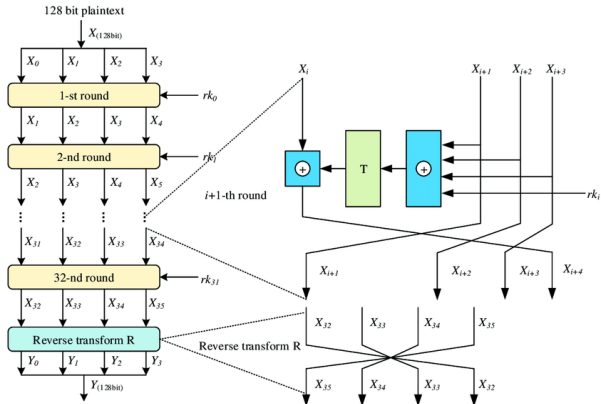 128 bit plaintext
X(128bit)
X0 X1 X2 X3
1-st round
rk0
X1 X2 X3 X4
2-nd round
rk1
X2 X3 X4 X5
X31 X32 X33 X34
32-nd round
rk31
X32 X33 X34 X35
Reverse transform R
Y0 Y1 Y2 Y3
Y(128bit)
Xi Xi+1 Xi+2 Xi+3
T
i+1-th round
rki
Xi+1 Xi+2 Xi+3 Xi+4
X32 X33 X34 X35
Reverse transform R
X35 X34 X33 X32